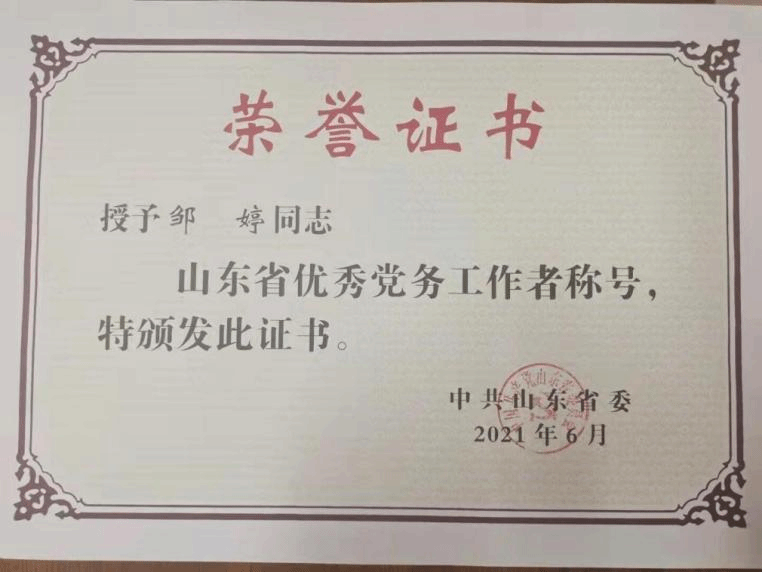 荣誉证书
授予邹 婷同志
山东省优秀党务工作者称号，
特颁发此证书。
中共山东省委
2021年6月